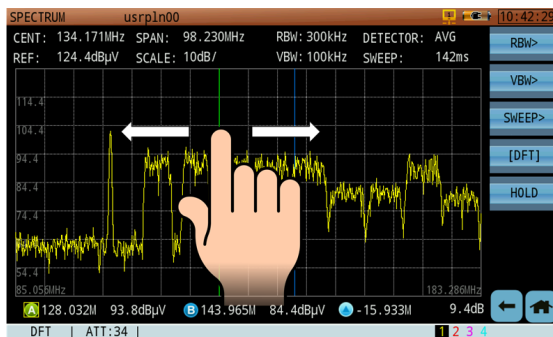 SPECTRUM usrpln00 10:42:29
CENT: 134.171MHz SPAN: 98.230MHz RBW: 300kHz DETECTOR: AVG
REF: 124.4dBµV SCALE: 10dB/ VBW: 100kHz SWEEP: 142ms
RBW>
VBW>
SWEEP>
[DFT]
HOLD
114.4
104.4
94.4
84.4
74.4
54.4
85.056MHz 183.286MHz
A 128.032M 93.8dBµV B 143.965M 84.4dBµV -15.933M 9.4dB
DFT | ATT:34 | 1 2 3 4